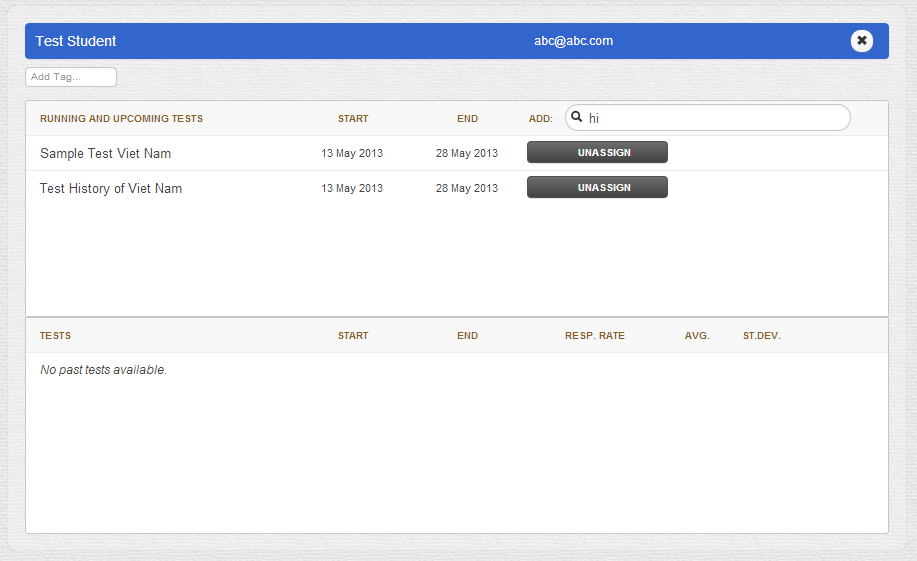 Test Student abc@abc.com
Add Tag...
RUNNING AND UPCOMING TESTS START END ADD: hi
Sample Test Viet Nam 13 May 2013 28 May 2013 UNASSIGN
Test History of Viet Nam 13 May 2013 28 May 2013 UNASSIGN
TESTS START END RESP. RATE AVG. ST.DEV.
No past tests available.